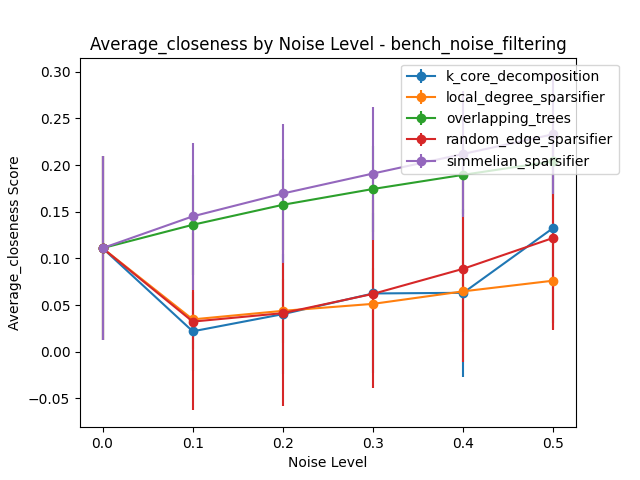 Average_closeness by Noise Level - bench_noise_filtering
0.30
0.25
0.20
0.15
0.10
0.05
0.00
−0.05
Average_closeness Score
k_core_decomposition
local_degree_sparsifier
overlapping_trees
random_edge_sparsifier
simmelian_sparsifier
0.0 0.1 0.2 0.3 0.4 0.5
Noise Level